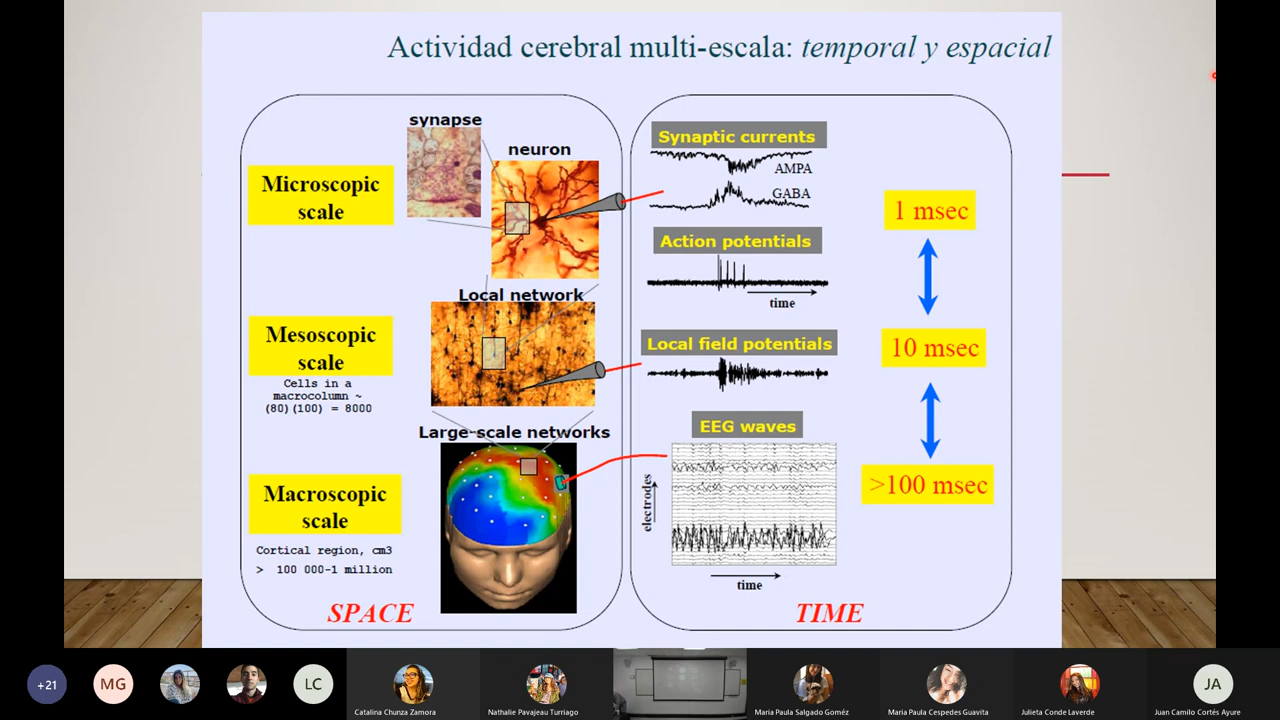 Actividad cerebral multi-escala: temporal y espacial
synapse
neuron
Microscopic
scale
Local network
Mesoscopic
scale
Cells in a
macrocolumn ~
(80)(100) = 8000
Large-scale networks
Macroscopic
scale
Cortical region, cm3
> 100 000-1 million
SPACE
Synaptic currents
AMPA
GABA
Action potentials
time
Local field potentials
EEG waves
electrodes
time
1 msec
10 msec
>100 msec
TIME
+21
MG
LC
Catalina Chunza Zamora
Nathalie Pavajeau Turriago
Maria Paula Salgado Goméz
Maria Paula Cespedes Guavita
Julieta Conde Laverde
JA
Juan Camilo Cortés Ayure